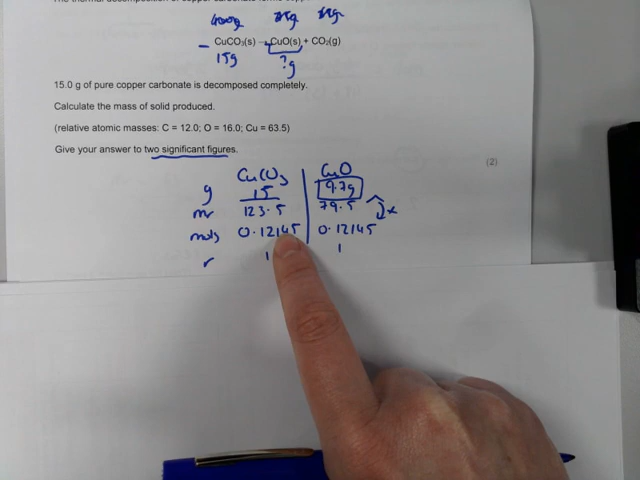 CuCO₃(s) → CuO(s) + CO₂(g)
15g ?g
15.0 g of pure copper carbonate is decomposed completely.
Calculate the mass of solid produced.
(relative atomic masses: C = 12.0; O = 16.0; Cu = 63.5)
Give your answer to two significant figures.
(2)
CuCO₃ CuO
g 15 9.7g
mr 123.5 79.5 x
mols 0.12145 0.12145
r 1 1